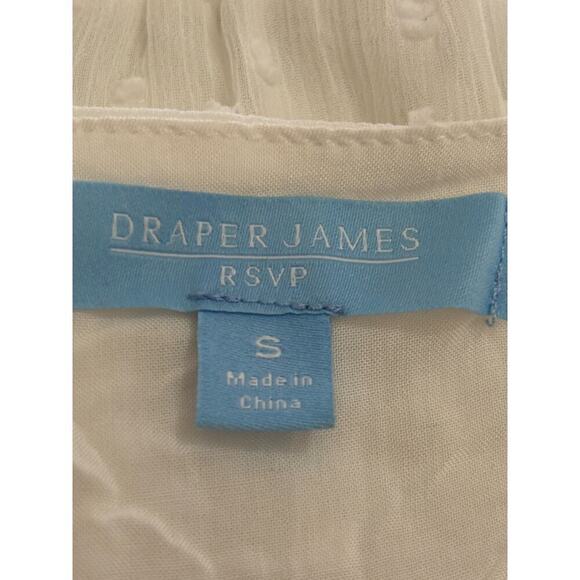 DRAPER JAMES
RSVP
S
Made in
China